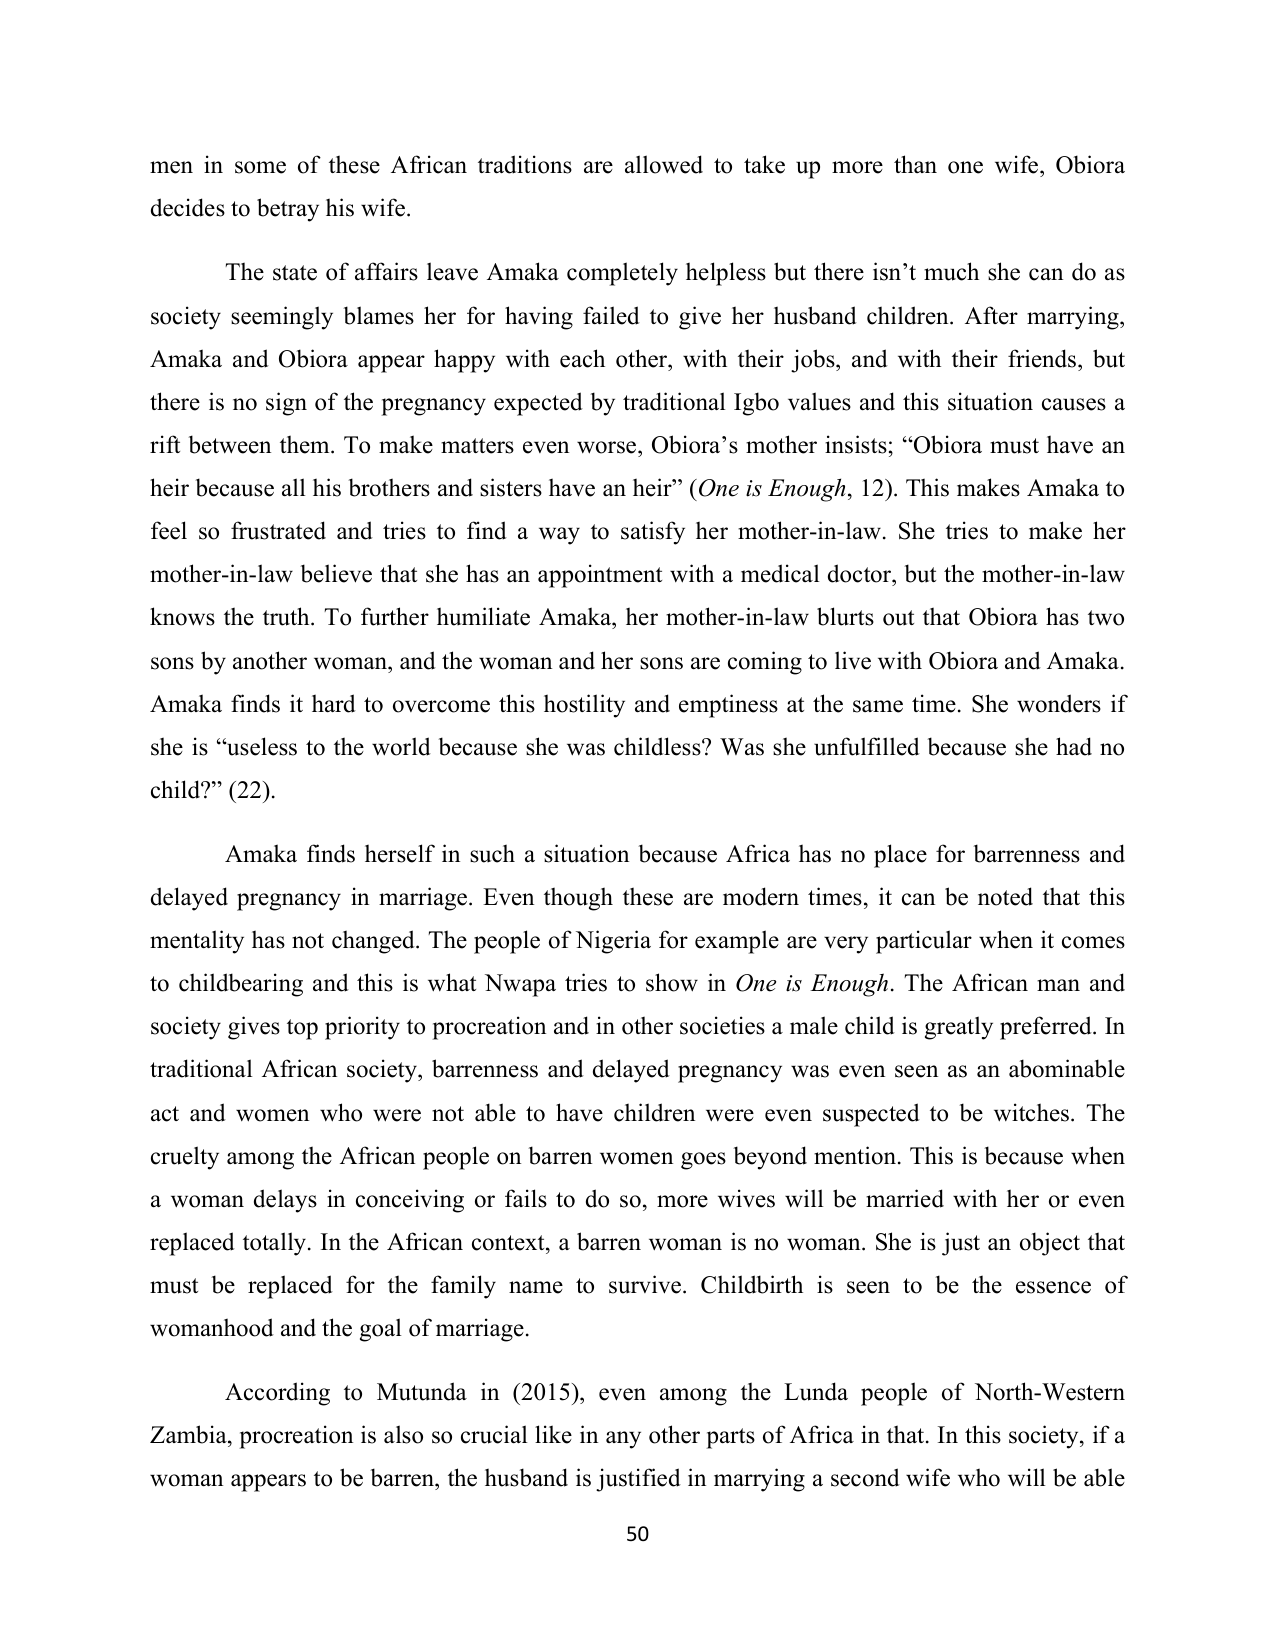 men in some of these African traditions are allowed to take up more than one wife, Obiora
decides to betray his wife.
The state of affairs leave Amaka completely helpless but there isn’t much she can do as
society seemingly blames her for having failed to give her husband children. After marrying,
Amaka and Obiora appear happy with each other, with their jobs, and with their friends, but
there is no sign of the pregnancy expected by traditional Igbo values and this situation causes a
rift between them. To make matters even worse, Obiora’s mother insists; “Obiora must have an
heir because all his brothers and sisters have an heir” (One is Enough, 12). This makes Amaka to
feel so frustrated and tries to find a way to satisfy her mother-in-law. She tries to make her
mother-in-law believe that she has an appointment with a medical doctor, but the mother-in-law
knows the truth. To further humiliate Amaka, her mother-in-law blurts out that Obiora has two
sons by another woman, and the woman and her sons are coming to live with Obiora and Amaka.
Amaka finds it hard to overcome this hostility and emptiness at the same time. She wonders if
she is “useless to the world because she was childless? Was she unfulfilled because she had no
child?” (22).
Amaka finds herself in such a situation because Africa has no place for barrenness and
delayed pregnancy in marriage. Even though these are modern times, it can be noted that this
mentality has not changed. The people of Nigeria for example are very particular when it comes
to childbearing and this is what Nwapa tries to show in One is Enough. The African man and
society gives top priority to procreation and in other societies a male child is greatly preferred. In
traditional African society, barrenness and delayed pregnancy was even seen as an abominable
act and women who were not able to have children were even suspected to be witches. The
cruelty among the African people on barren women goes beyond mention. This is because when
a woman delays in conceiving or fails to do so, more wives will be married with her or even
replaced totally. In the African context, a barren woman is no woman. She is just an object that
must be replaced for the family name to survive. Childbirth is seen to be the essence of
womanhood and the goal of marriage.
According to Mutunda in (2015), even among the Lunda people of North-Western
Zambia, procreation is also so crucial like in any other parts of Africa in that. In this society, if a
woman appears to be barren, the husband is justified in marrying a second wife who will be able
50